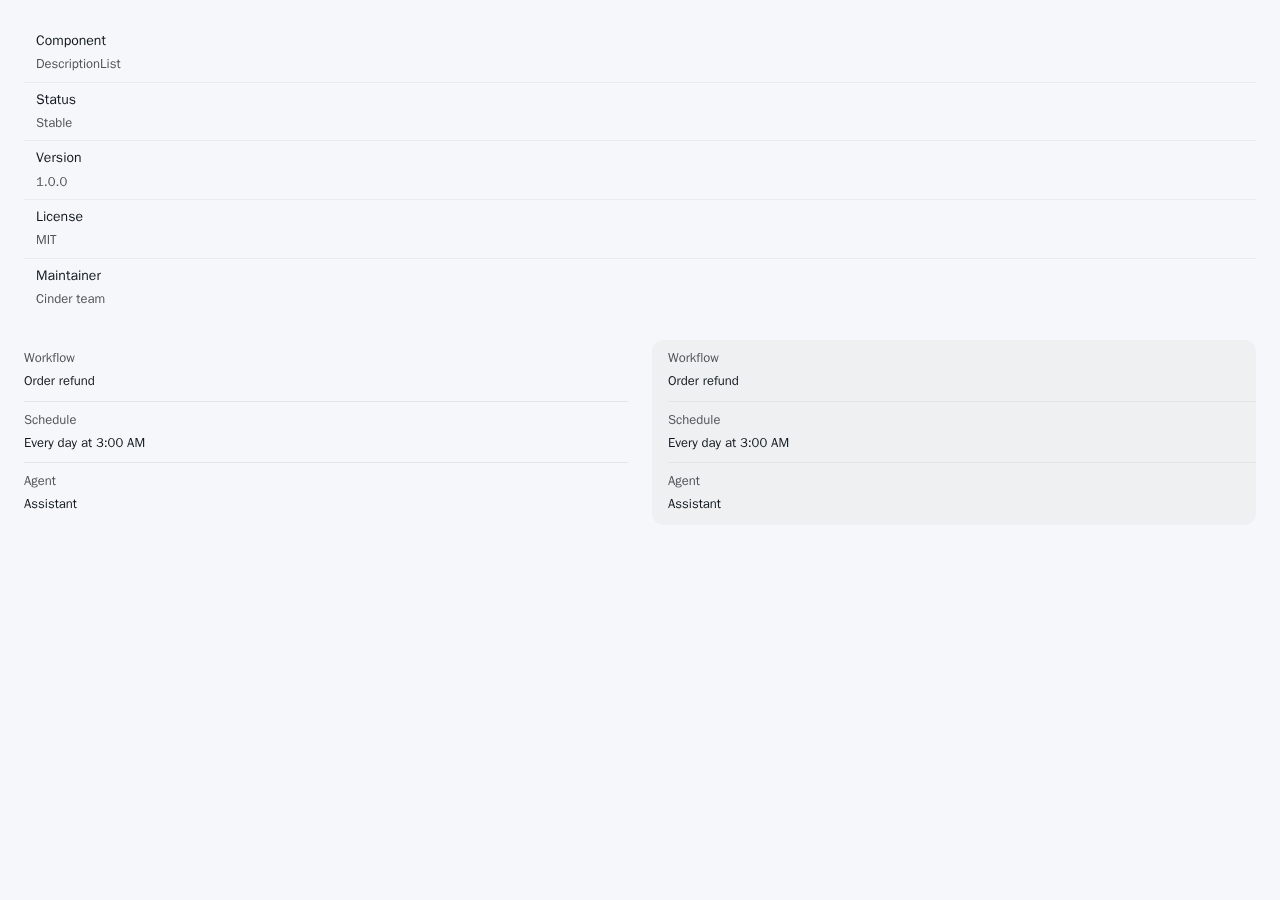 Component
DescriptionList
Status
Stable
Version
1.0.0
License
MIT
Maintainer
Cinder team
Workflow
Order refund
Schedule
Every day at 3:00 AM
Agent
Assistant
Workflow
Order refund
Schedule
Every day at 3:00 AM
Agent
Assistant